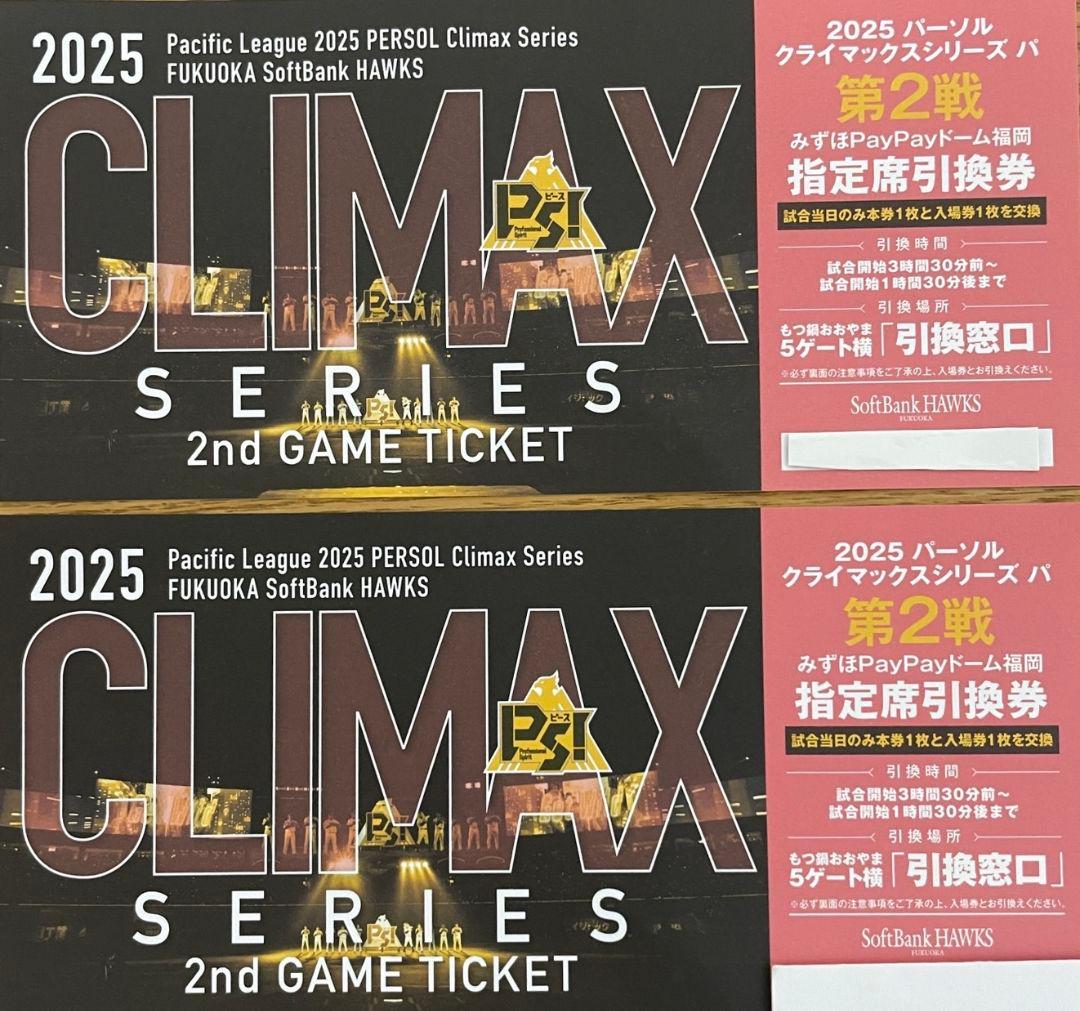 2025 Pacific League 2025 PERSOL Climax Series
FUKUOKA SoftBank HAWKS
CLIMAX
ピース
PS!
Professional
Spirit
SERIES
2nd GAME TICKET
2025 パーソル
クライマックスシリーズ パ
第2戦
みずほPayPayドーム福岡
指定席引換券
試合当日のみ本券1枚と入場券1枚を交換
引換時間
試合開始3時間30分前〜
試合開始1時間30分後まで
引換場所
もつ鍋おおやま
5ゲート横「引換窓口」
※必ず裏面の注意事項をご了承の上、入場券とお引換えください。
SoftBank HAWKS
FUKUOKA
2025 Pacific League 2025 PERSOL Climax Series
FUKUOKA SoftBank HAWKS
CLIMAX
ピース
PS!
Professional
Spirit
SERIES
2nd GAME TICKET
2025 パーソル
クライマックスシリーズ パ
第2戦
みずほPayPayドーム福岡
指定席引換券
試合当日のみ本券1枚と入場券1枚を交換
引換時間
試合開始3時間30分前〜
試合開始1時間30分後まで
引換場所
もつ鍋おおやま
5ゲート横「引換窓口」
※必ず裏面の注意事項をご了承の上、入場券とお引換えください。
SoftBank HAWKS
FUKUOKA